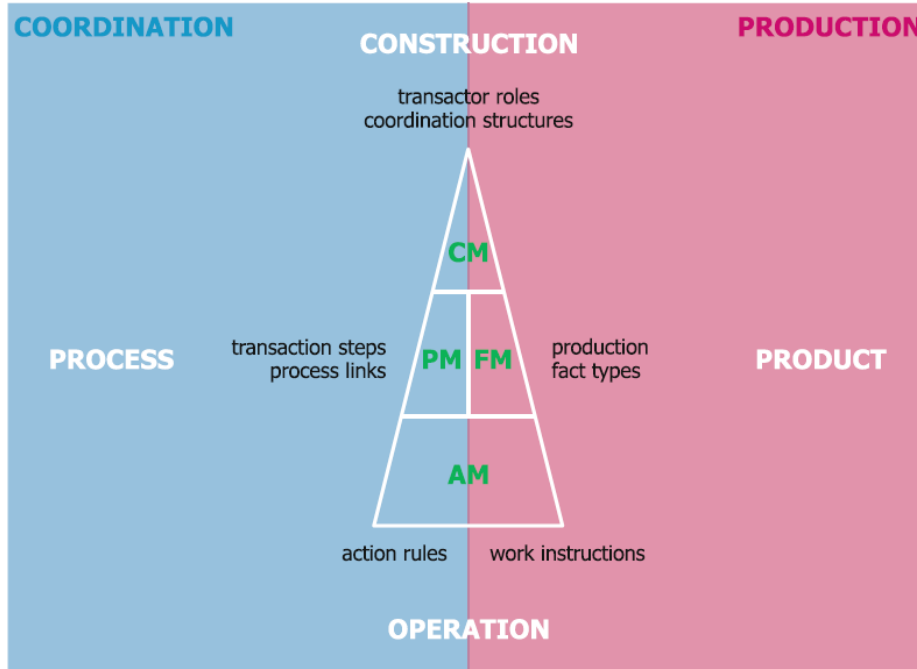 COORDINATION
PRODUCTION
CONSTRUCTION
transactor roles
coordination structures
CM
PROCESS
transaction steps
process links
PM
FM
production
fact types
PRODUCT
AM
action rules
work instructions
OPERATION